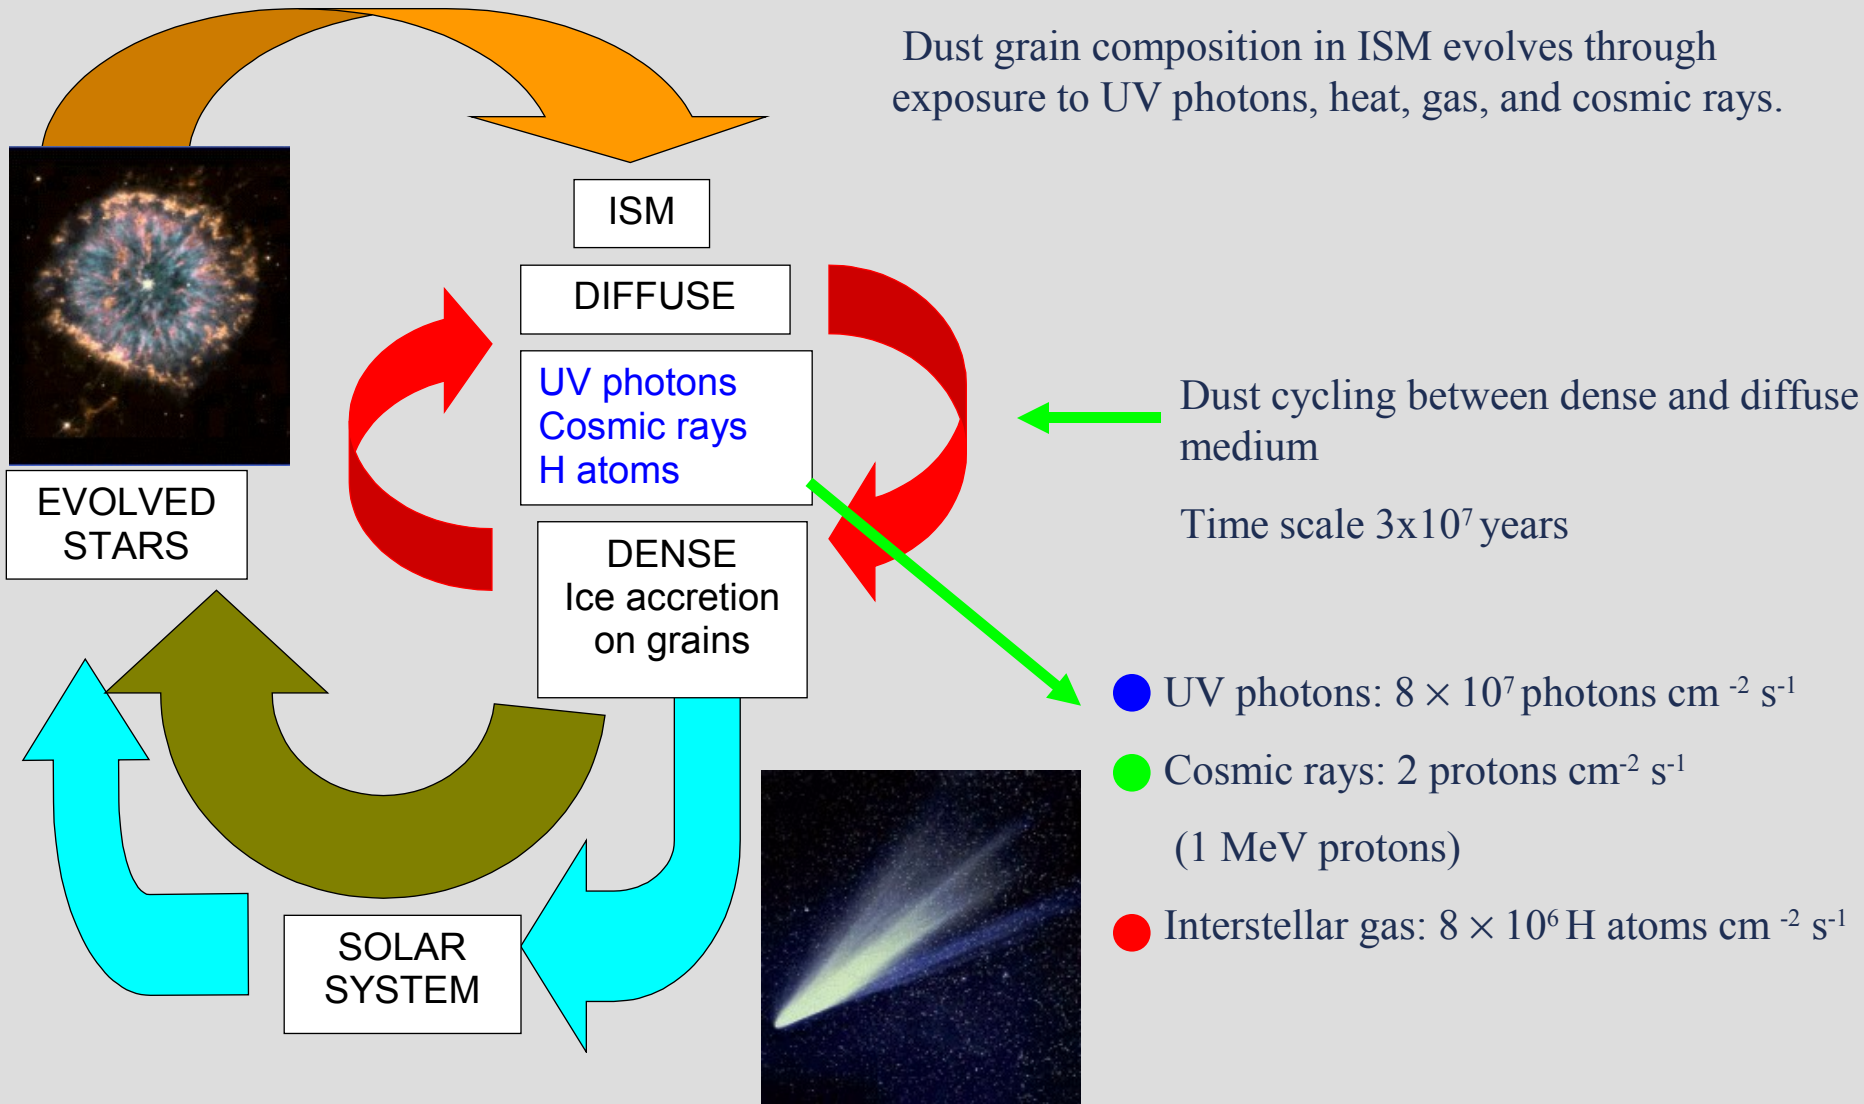 Dust grain composition in ISM evolves through
exposure to UV photons, heat, gas, and cosmic rays.
ISM
DIFFUSE
UV photons
Cosmic rays
H atoms
EVOLVED
STARS
DENSE
Ice accretion
on grains
Dust cycling between dense and diffuse
medium
Time scale 3x10⁷ years
UV photons: 8 × 10⁷ photons cm ⁻² s⁻¹
Cosmic rays: 2 protons cm⁻² s⁻¹
(1 MeV protons)
Interstellar gas: 8 × 10⁶ H atoms cm ⁻² s⁻¹
SOLAR
SYSTEM